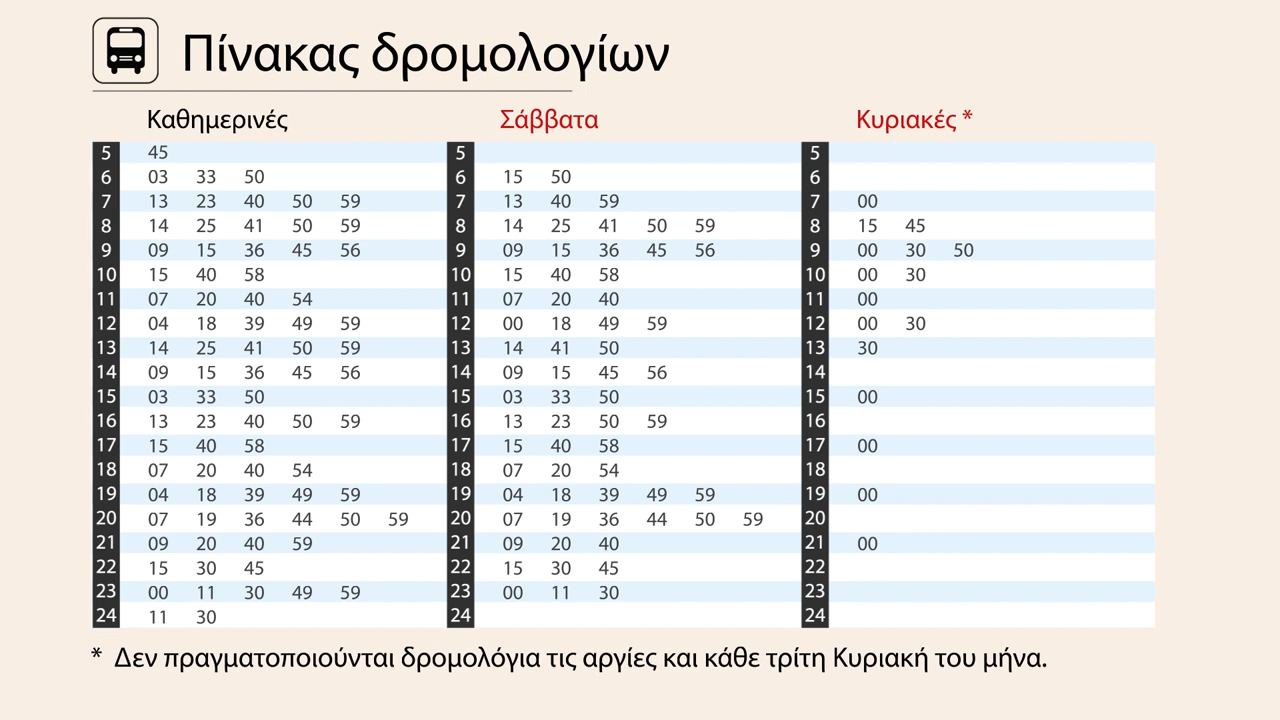 Πίνακας δρομολογίων
Καθημερινές Σάββατα Κυριακές *
5 45 5 5
6 03 33 50 6 15 50 6
7 13 23 40 50 59 7 13 40 59 7 00
8 14 25 41 50 59 8 14 25 41 50 59 8 15 45
9 09 15 36 45 56 9 09 15 36 45 56 9 00 30 50
10 15 40 58 10 15 40 58 10 00 30
11 07 20 40 54 11 07 20 40 11 00
12 04 18 39 49 59 12 00 18 49 59 12 00 30
13 14 25 41 50 59 13 14 41 50 13 30
14 09 15 36 45 56 14 09 15 45 56 14
15 03 33 50 15 03 33 50 15 00
16 13 23 40 50 59 16 13 23 50 59 16
17 15 40 58 17 15 40 58 17 00
18 07 20 40 54 18 07 20 54 18
19 04 18 39 49 59 19 04 18 39 49 59 19 00
20 07 19 36 44 50 59 20 07 19 36 44 50 59 20
21 09 20 40 59 21 09 20 40 21 00
22 15 30 45 22 15 30 45 22
23 00 11 30 49 59 23 00 11 30 23
24 11 30 24 24
* Δεν πραγματοποιούνται δρομολόγια τις αργίες και κάθε τρίτη Κυριακή του μήνα.